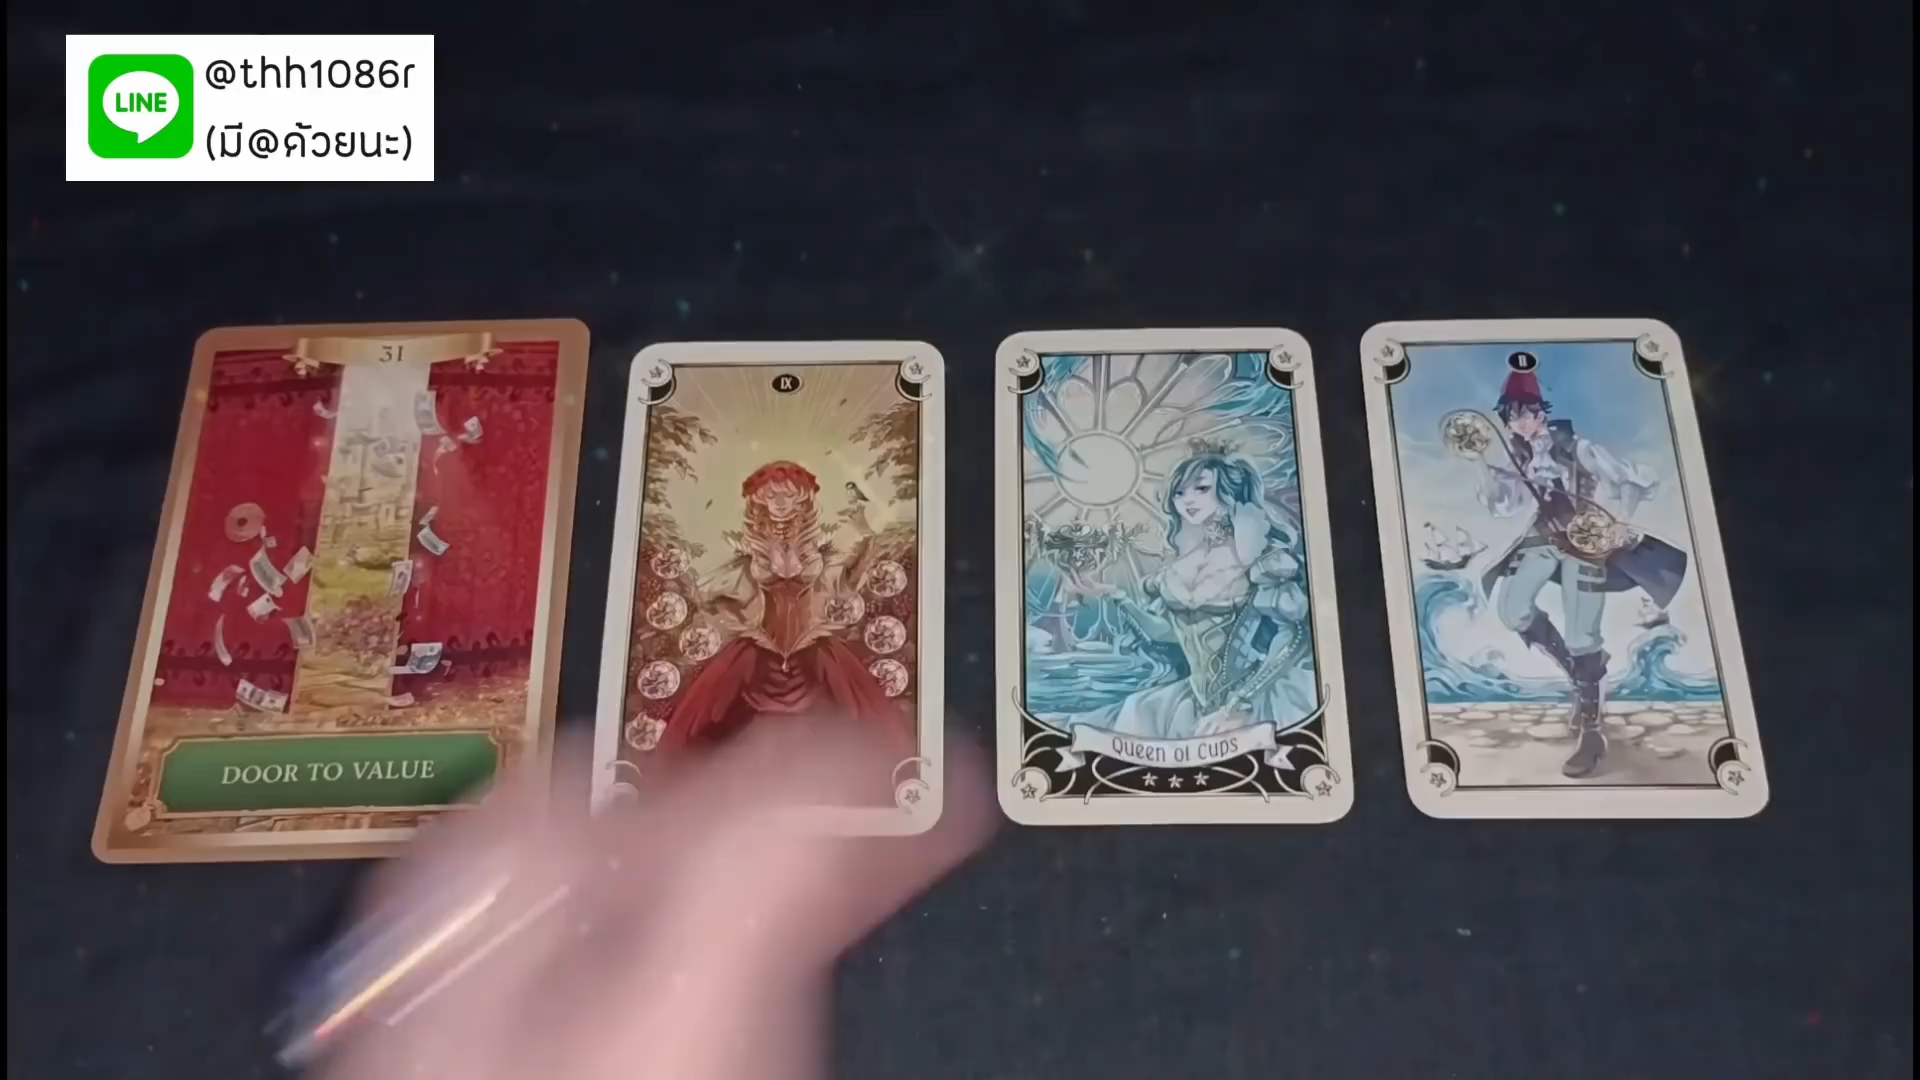 LINE
@thh1086r
(มี@ด้วยนะ)
31
IX
II
DOOR TO VALUE
Queen of Cups